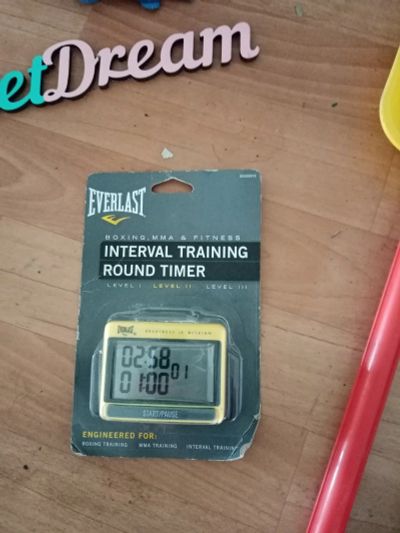 etDream
EVERLAST
BOXING, MMA & FITNESS
INTERVAL TRAINING
ROUND TIMER
LEVEL I LEVEL II LEVEL III
EVERLAST
02:58
01:00 01
START/PAUSE
ENGINEERED FOR:
BOXING TRAINING MMA TRAINING INTERVAL TRAINING